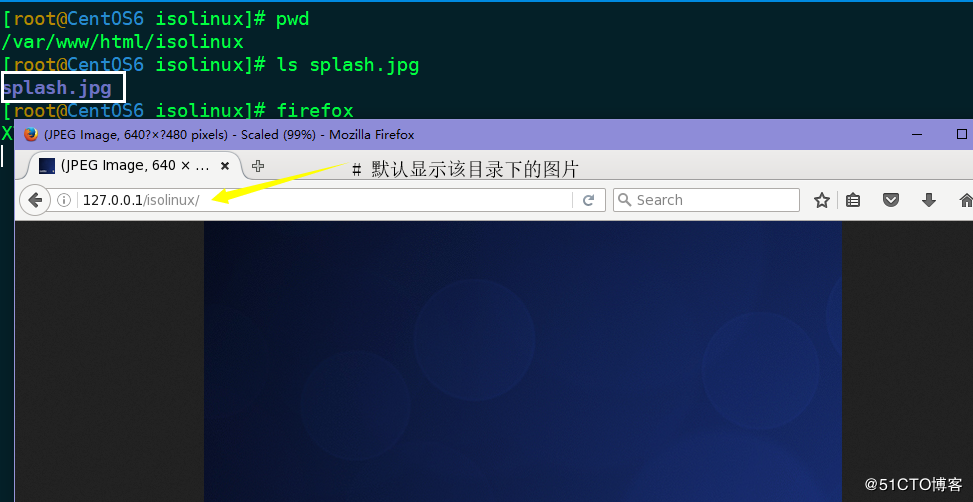 [root@CentOS6 isolinux]# pwd
/var/www/html/isolinux
[root@CentOS6 isolinux]# ls splash.jpg
splash.jpg
[root@CentOS6 isolinux]# firefox
X
(JPEG Image, 640?×?480 pixels) - Scaled (99%) - Mozilla Firefox
(JPEG Image, 640 × ...
# 默认显示该目录下的图片
127.0.0.1/isolinux/
Search
@51CTO博客